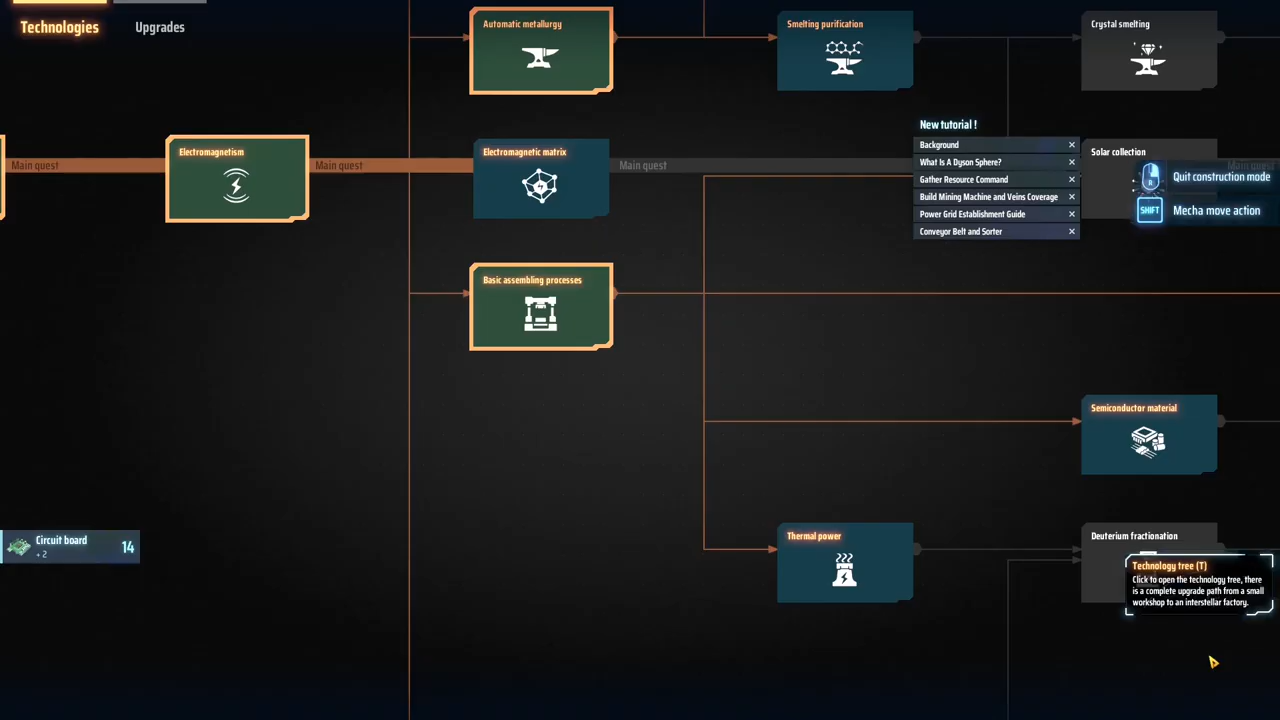 Technologies
Upgrades
Automatic metallurgy
Smelting purification
Crystal smelting
Main quest
Electromagnetism
Main quest
Electromagnetic matrix
Main quest
New tutorial !
Background
What Is A Dyson Sphere?
Gather Resource Command
Build Mining Machine and Veins Coverage
Power Grid Establishment Guide
Conveyor Belt and Sorter
Solar collection
Main quest
R
Quit construction mode
SHIFT
Mecha move action
Basic assembling processes
Semiconductor material
Circuit board
+ 2
14
Thermal power
Deuterium fractionation
Technology tree (T)
Click to open the technology tree, there
is a complete upgrade path from a small
workshop to an interstellar factory.